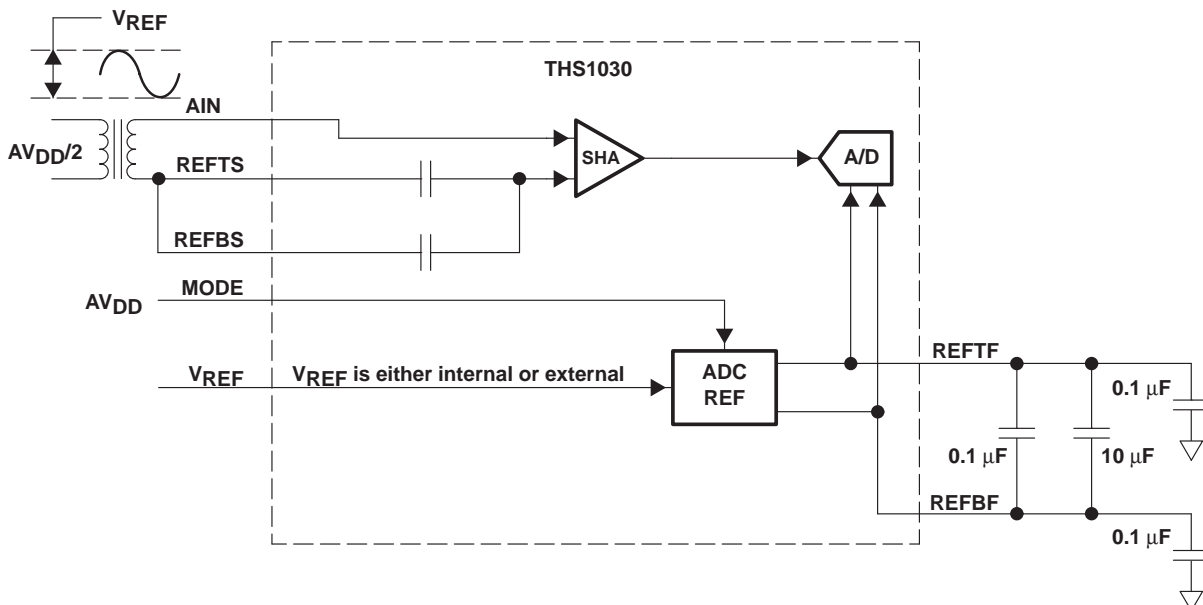 VREF
THS1030
AIN
AVDD/2
REFTS
SHA
A/D
REFBS
MODE
AVDD
VREF
VREF is either internal or external
ADC
REF
REFTF
0.1 μF
0.1 μF
10 μF
REFBF
0.1 μF